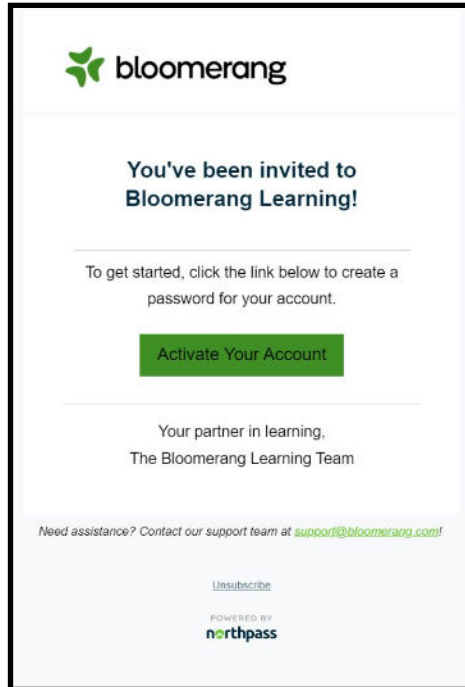 bloomerang
You've been invited to
Bloomerang Learning!
To get started, click the link below to create a
password for your account.
Activate Your Account
Your partner in learning,
The Bloomerang Learning Team
Need assistance? Contact our support team at support@bloomerang.com!
Unsubscribe
POWERED BY
northpass